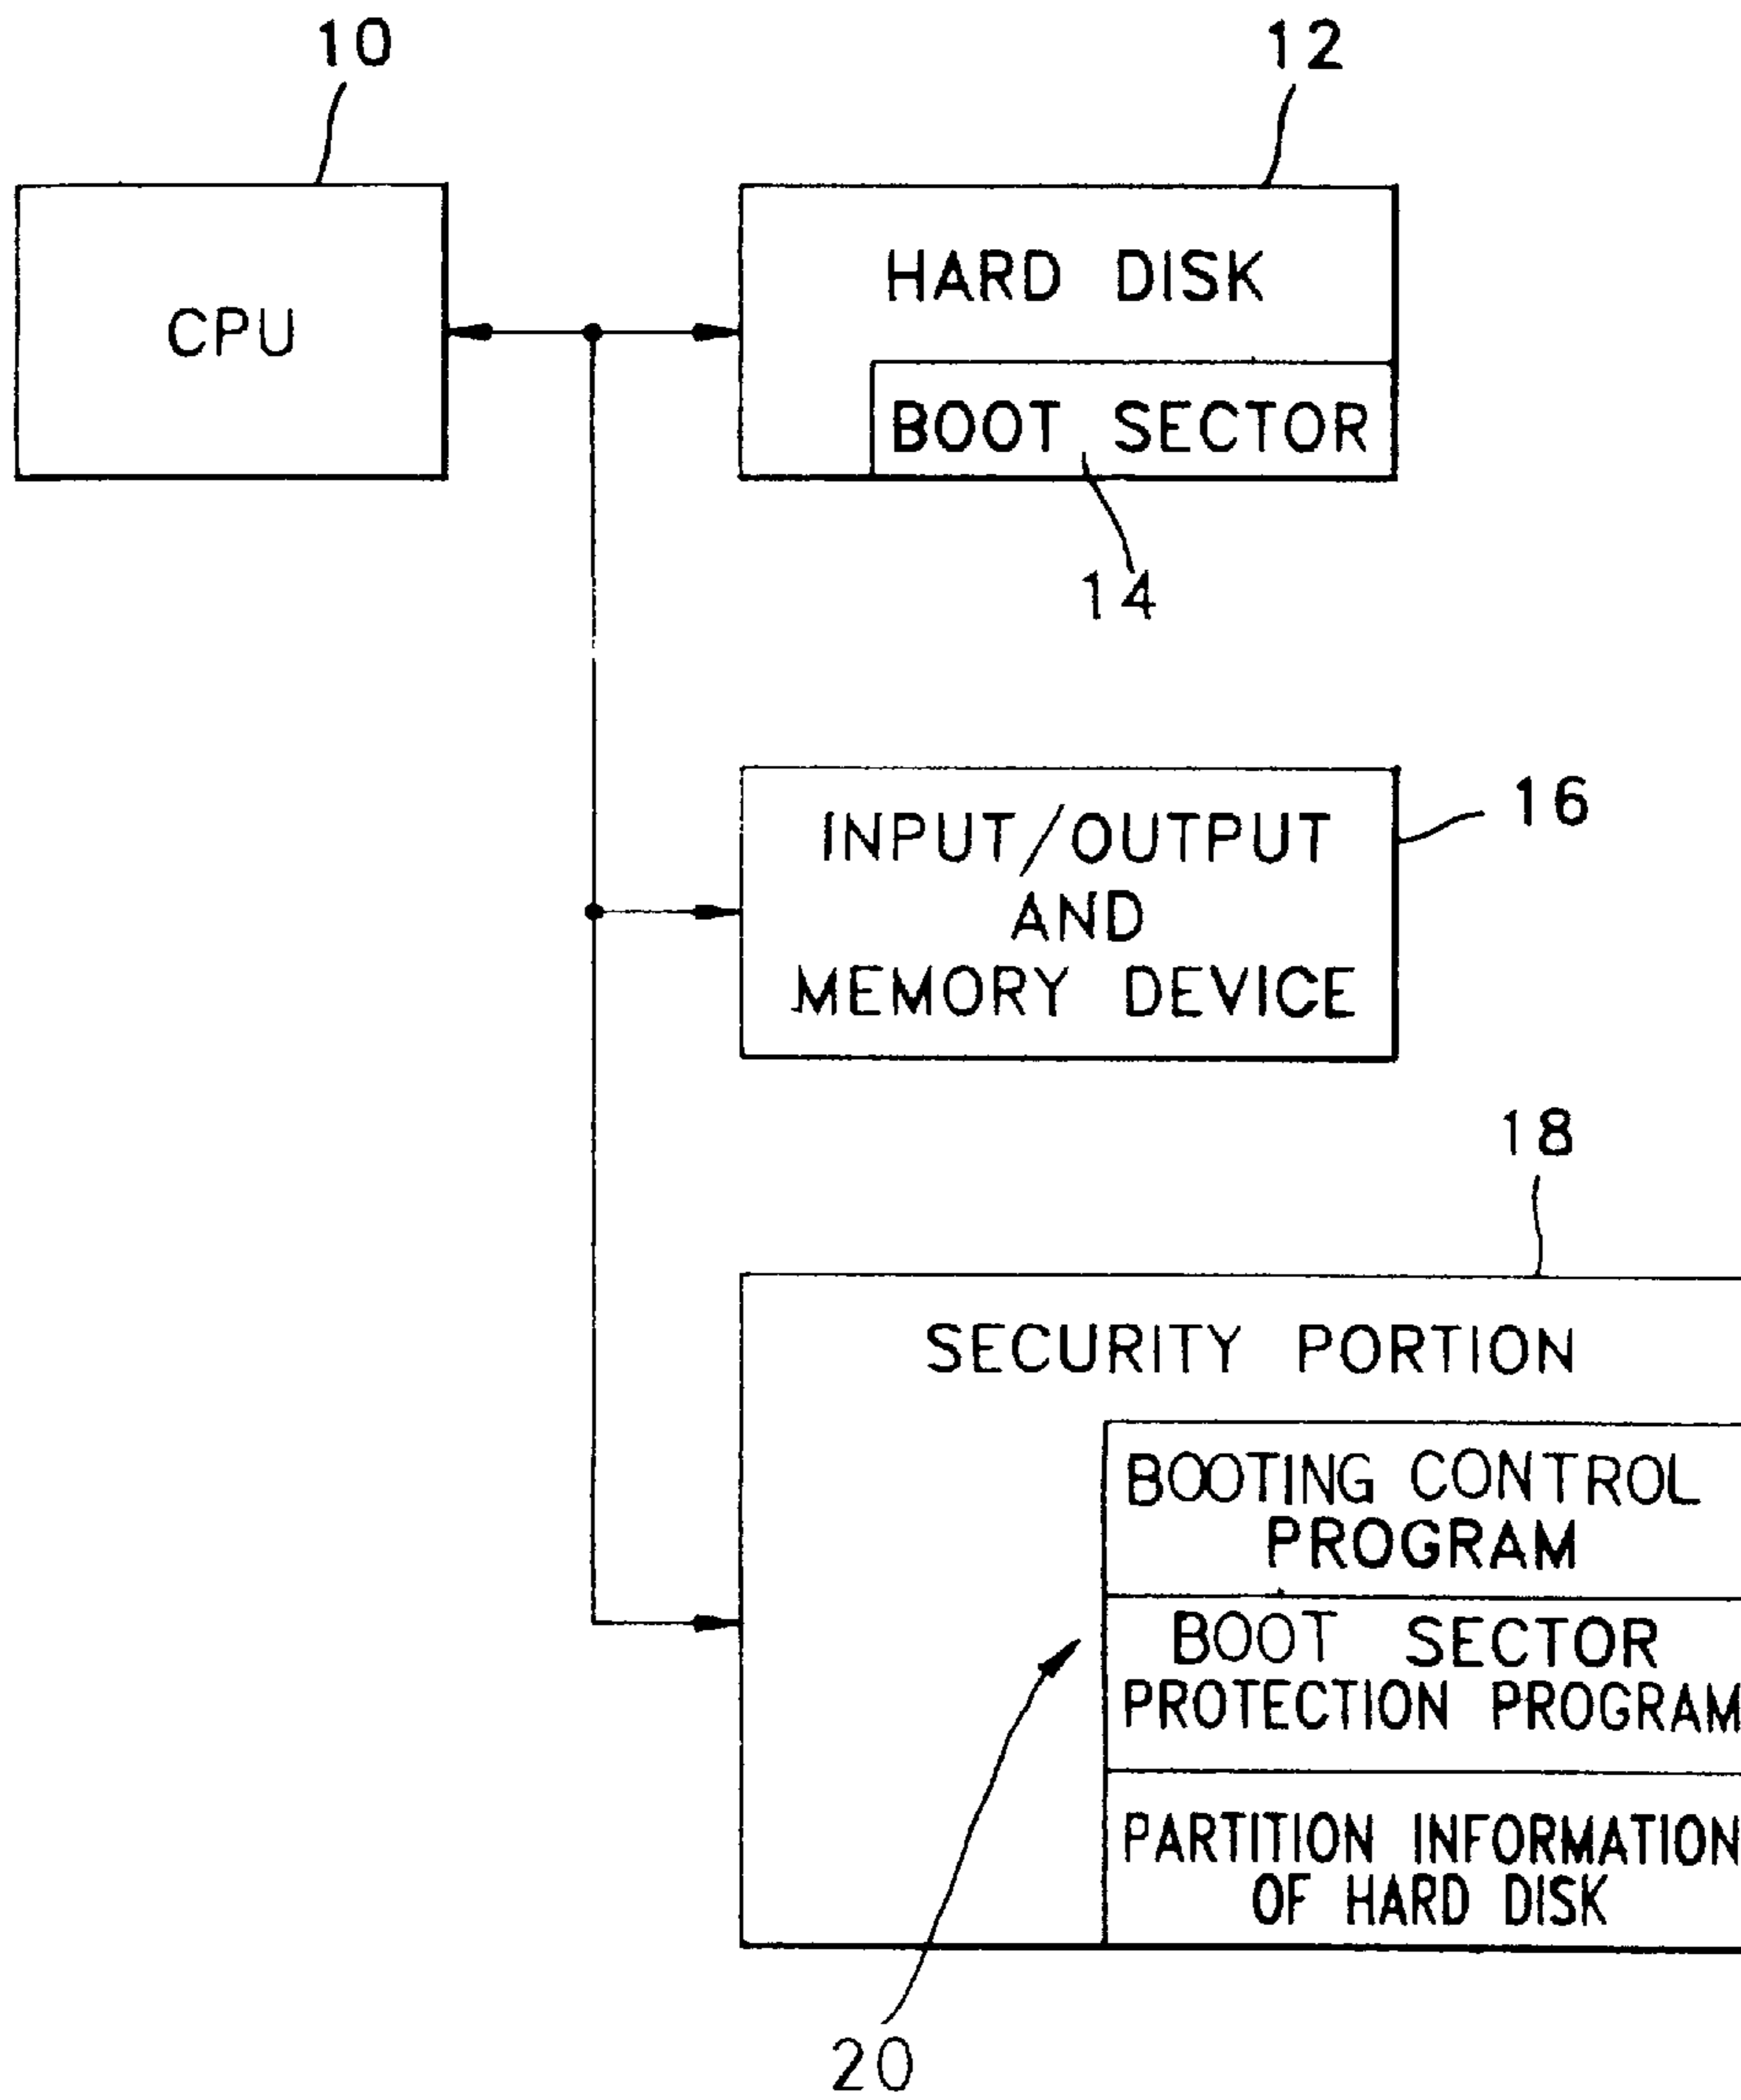 10
12
CPU
HARD DISK
BOOT SECTOR
14
16
INPUT/OUTPUT
AND
MEMORY DEVICE
18
SECURITY PORTION
BOOTING CONTROL
PROGRAM
BOOT SECTOR
PROTECTION PROGRAM
PARTITION INFORMATION
OF HARD DISK
20